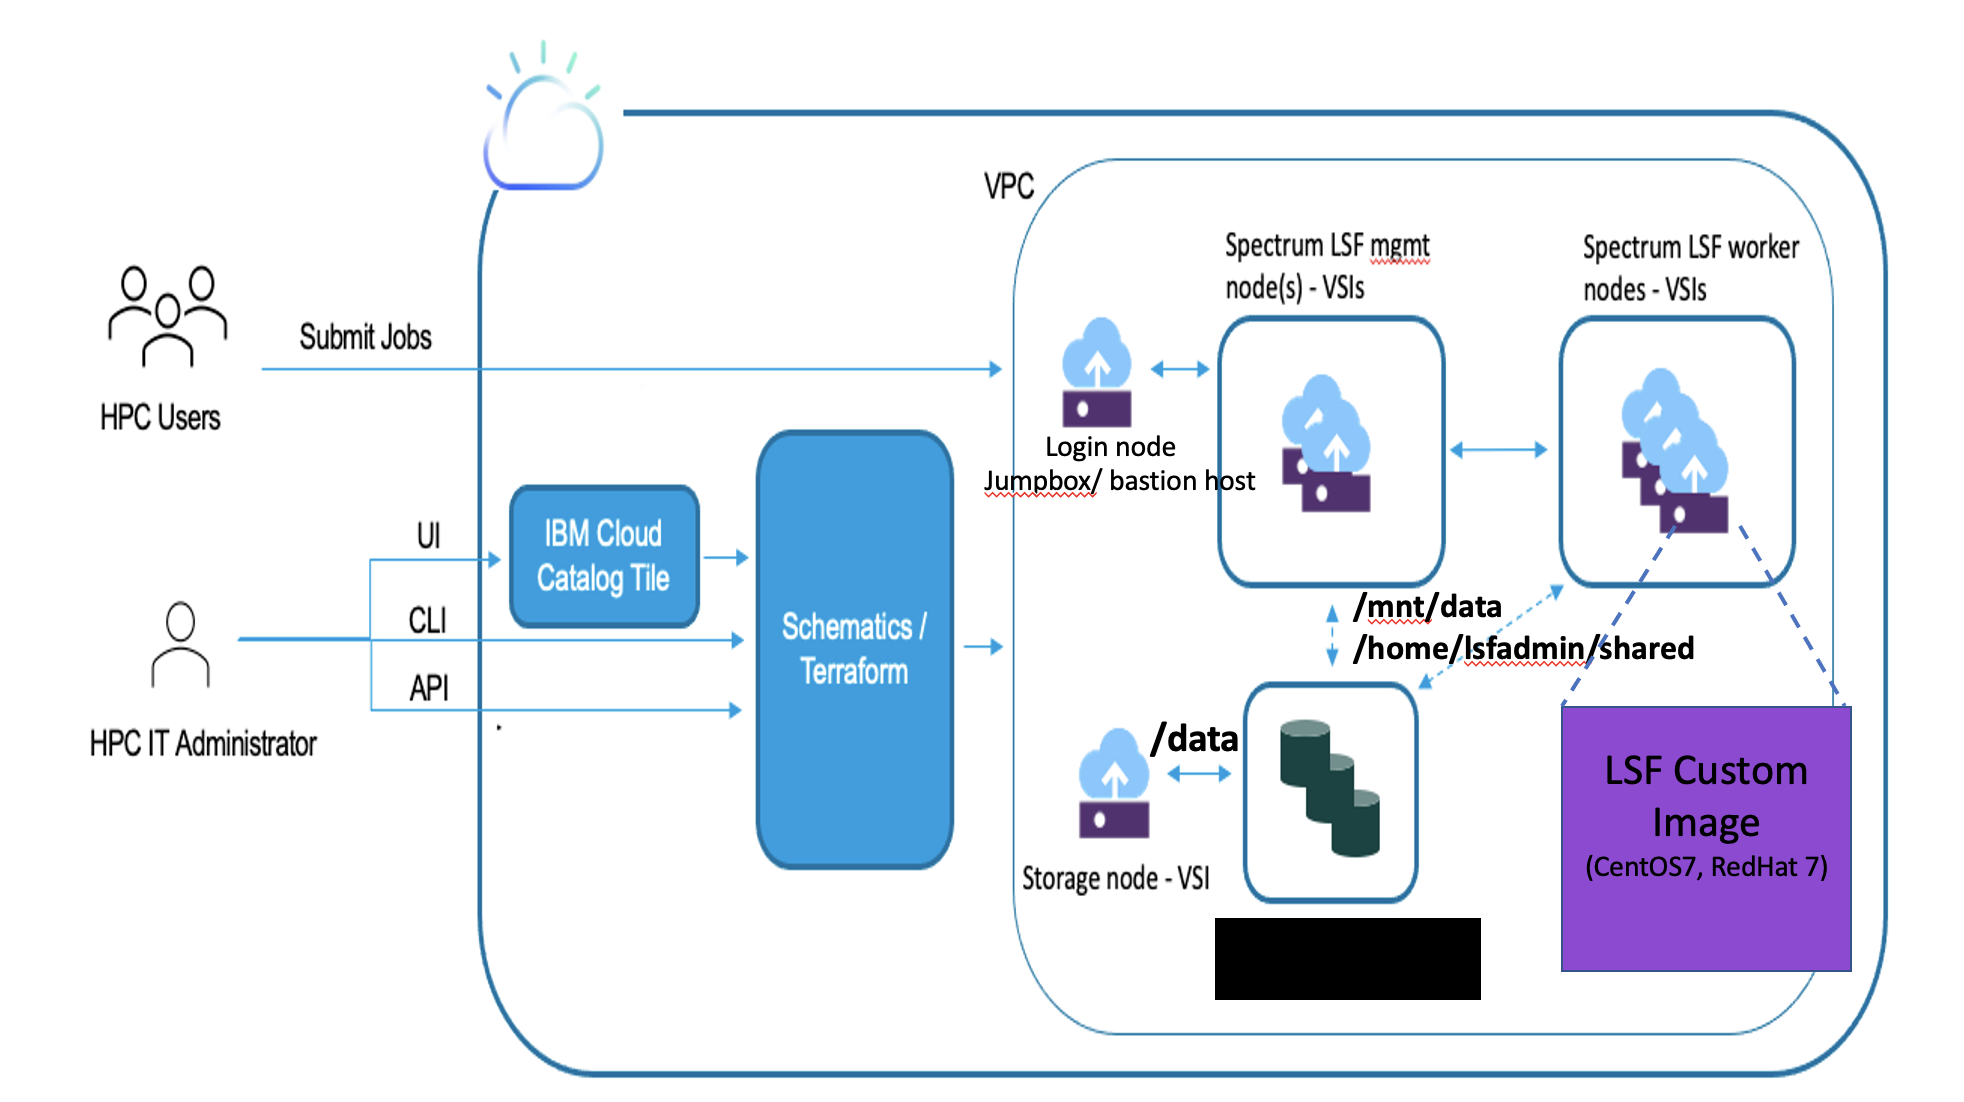 VPC
Spectrum LSF mgmt
node(s) - VSIs
Spectrum LSF worker
nodes - VSIs
Submit Jobs
HPC Users
Login node
Jumpbox/ bastion host
UI
IBM Cloud
Catalog Tile
CLI
API
HPC IT Administrator
Schematics /
Terraform
/mnt/data
/home/lsfadmin/shared
/data
Storage node - VSI
LSF Custom
Image
(CentOS7, RedHat 7)